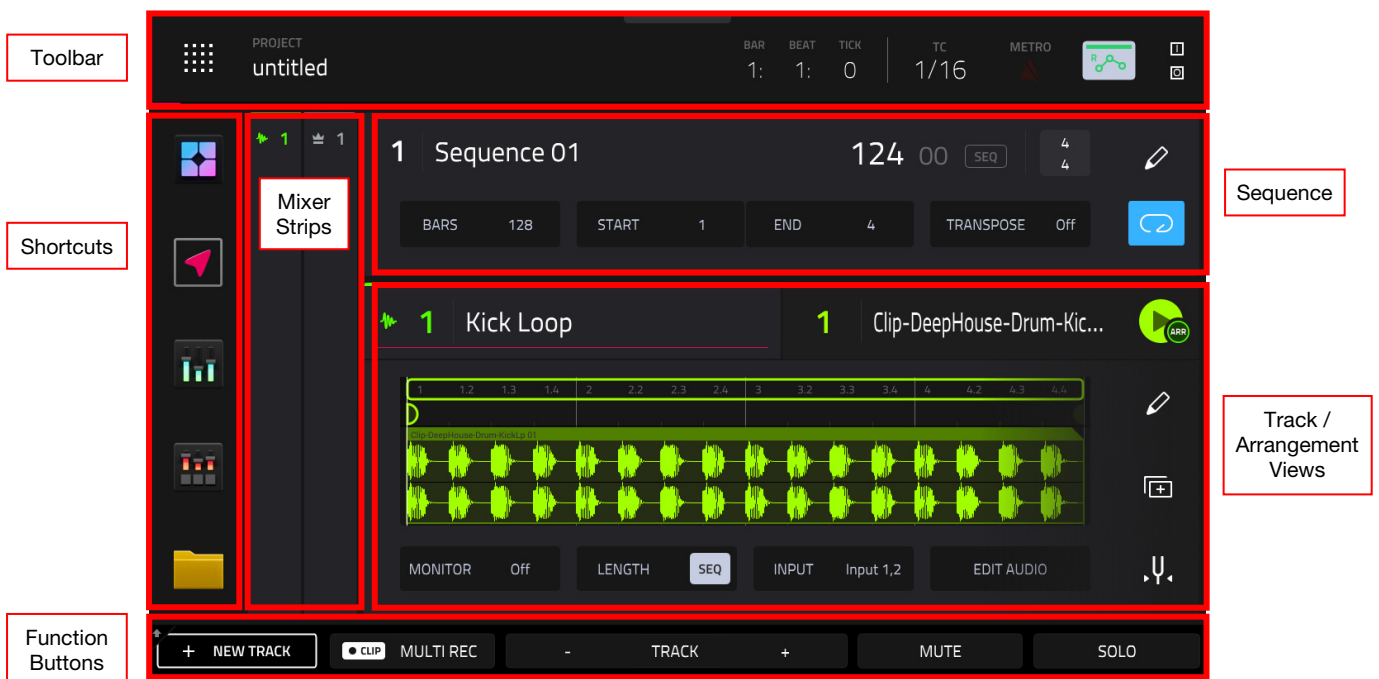 Toolbar
PROJECT
untitled
BAR BEAT TICK
1: 1: 0
TC
1/16
METRO
R
I
O
Shortcuts
1 1
Mixer
Strips
1 Sequence 01 124 00 SEQ
4
4
BARS 128 START 1 END 4 TRANSPOSE Off
Sequence
1 Kick Loop 1 Clip-DeepHouse-Drum-Kic...
ARR
1 1.2 1.3 1.4 2 2.2 2.3 2.4 3 3.2 3.3 3.4 4 4.2 4.3 4.4
Clip-DeepHouse-Drum-KickLp 01
MONITOR Off LENGTH SEQ INPUT Input 1,2 EDIT AUDIO
Track /
Arrangement
Views
Function
Buttons
+ NEW TRACK CLIP MULTI REC - TRACK + MUTE SOLO